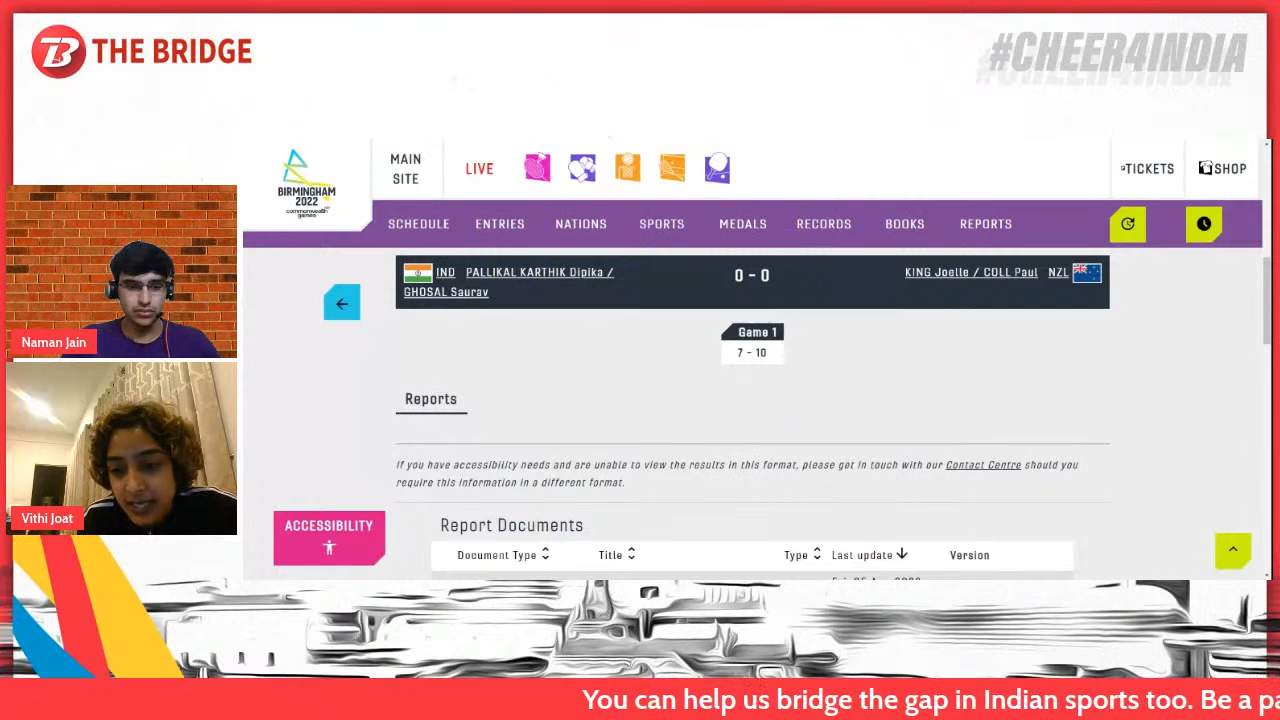 THE BRIDGE
#CHEER4INDIA
BIRMINGHAM
2022
commonwealth
games
MAIN
SITE
LIVE
TICKETS
SHOP
SCHEDULE ENTRIES NATIONS SPORTS MEDALS RECORDS BOOKS REPORTS
IND PALLIKAL KARTHIK Dipika /
GHOSAL Saurav
0 - 0
KING Joelle / COLL Paul NZL
Game 1
7 - 10
Reports
If you have accessibility needs and are unable to view the results in this format, please get in touch with our Contact Centre should you
require this information in a different format.
ACCESSIBILITY
Report Documents
Document Type Title Type Last update Version
Naman Jain
Vithi Joat
You can help us bridge the gap in Indian sports too. Be a pa